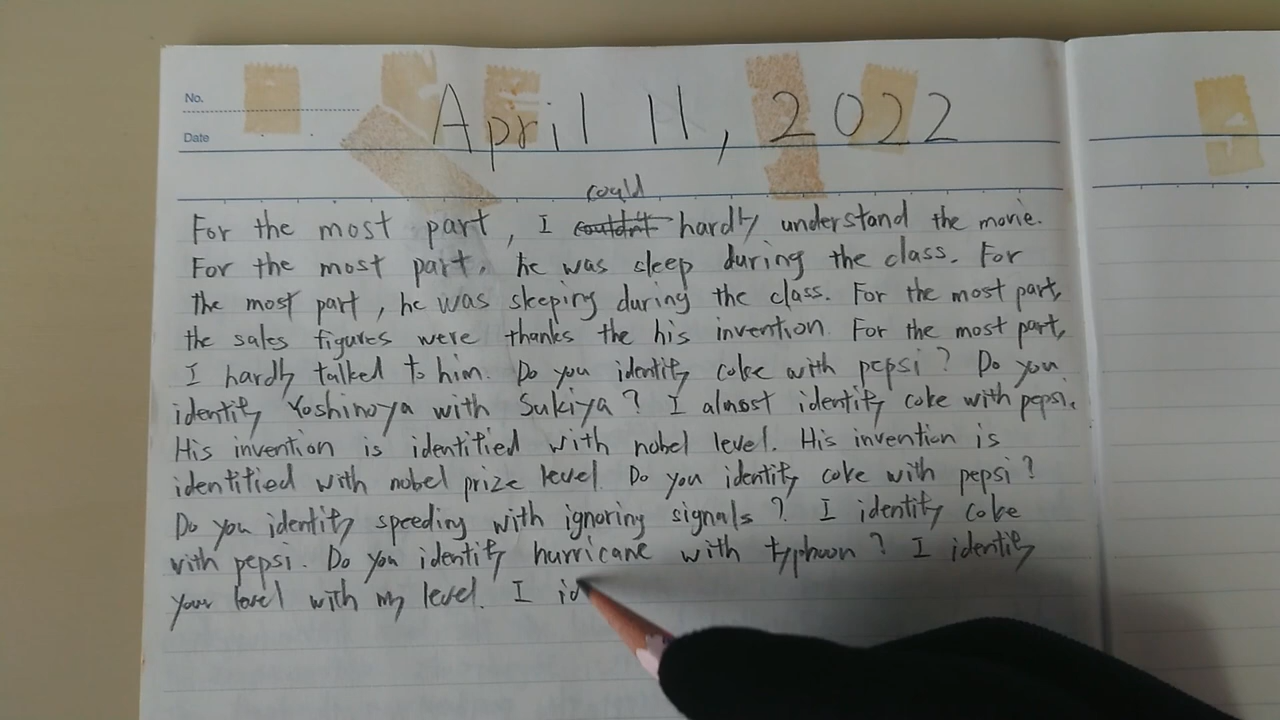 No.
Date
April 11, 2022
could
For the most part, I couldn't hardly understand the movie.
For the most part, he was sleep during the class. For
the most part, he was sleeping during the class. For the most part,
the sales figures were thanks the his invention. For the most part,
I hardly talked to him. Do you identify coke with pepsi? Do you
identify Yoshinoya with Sukiya? I almost identify coke with pepsi.
His invention is identified with nobel level. His invention is
identified with nobel prize level. Do you identify coke with pepsi?
Do you identify speeding with ignoring signals? I identify coke
with pepsi. Do you identify hurricane with typhoon? I identify
your level with my level. I id